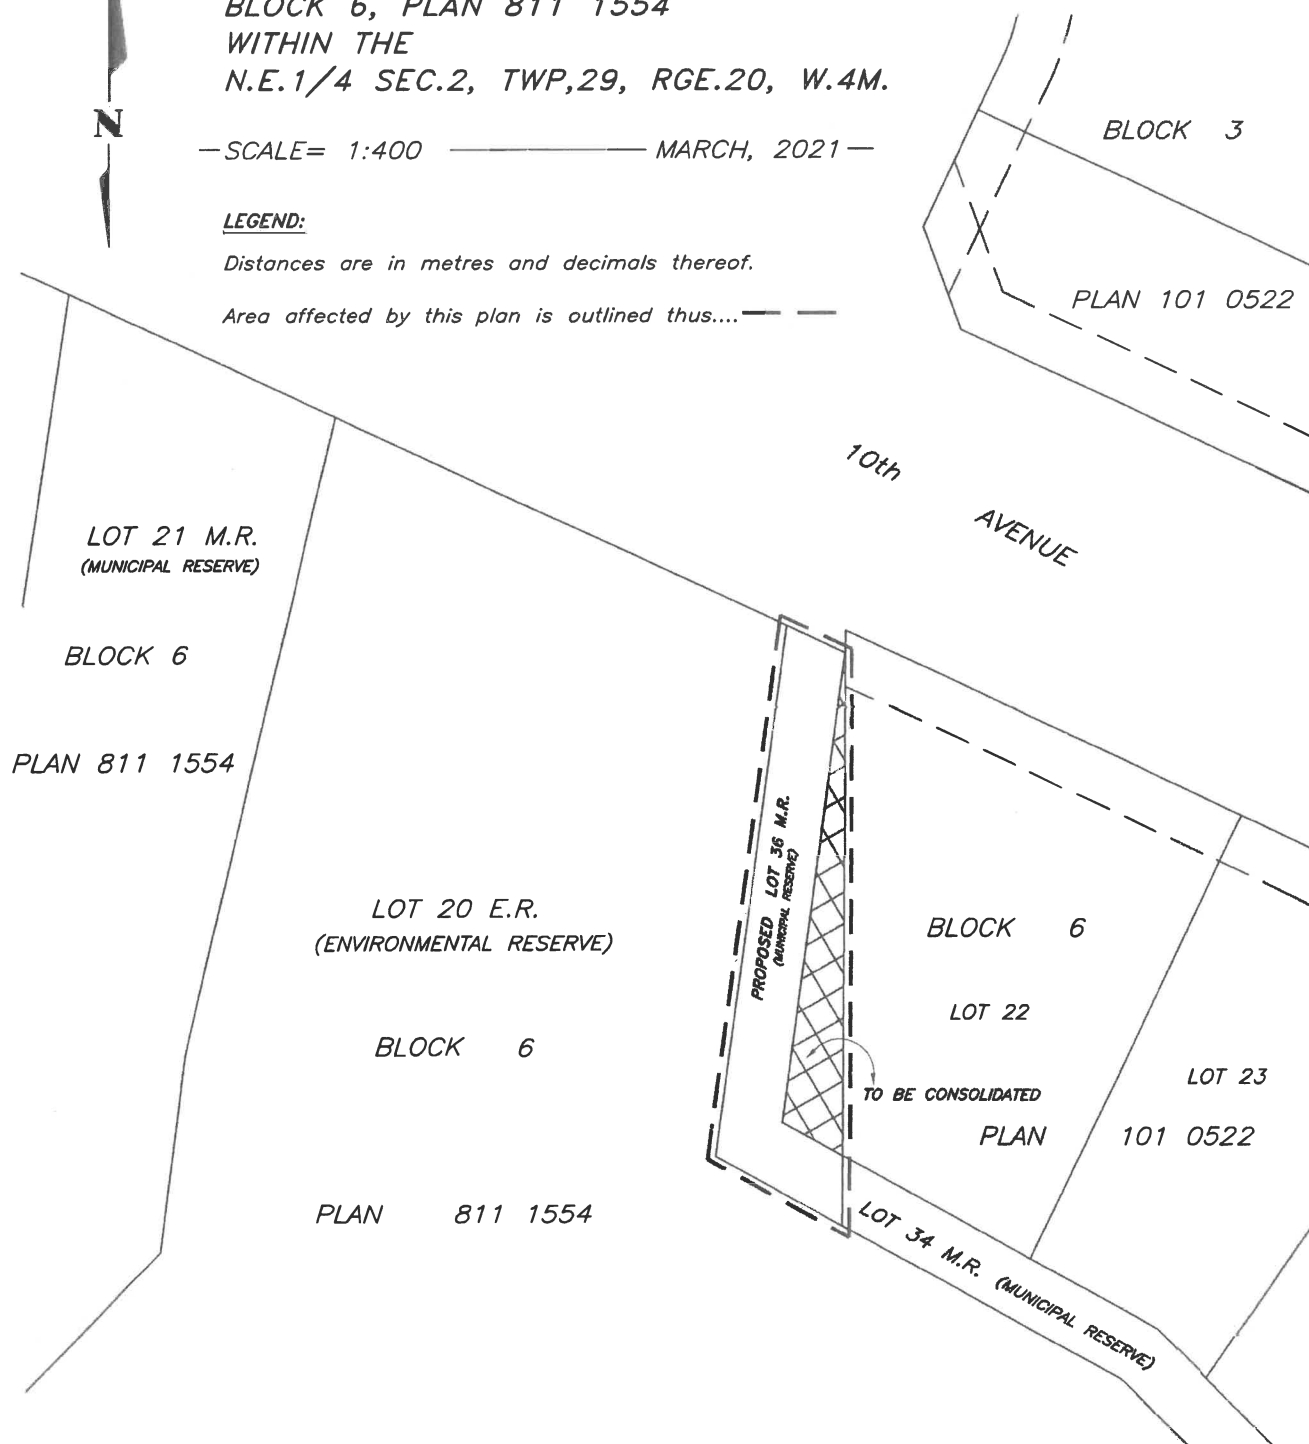 BLOCK 6, PLAN 811 1554
WITHIN THE
N.E.1/4 SEC.2, TWP,29, RGE.20, W.4M.
N
SCALE= 1:400 MARCH, 2021
LEGEND:
Distances are in metres and decimals thereof.
Area affected by this plan is outlined thus....
BLOCK 3
PLAN 101 0522
10th AVENUE
LOT 21 M.R.
(MUNICIPAL RESERVE)
BLOCK 6
PLAN 811 1554
LOT 20 E.R.
(ENVIRONMENTAL RESERVE)
BLOCK 6
PLAN 811 1554
PROPOSED LOT 36 M.R.
(MUNICIPAL RESERVE)
BLOCK 6
LOT 22
LOT 23
TO BE CONSOLIDATED
PLAN 101 0522
LOT 34 M.R. (MUNICIPAL RESERVE)